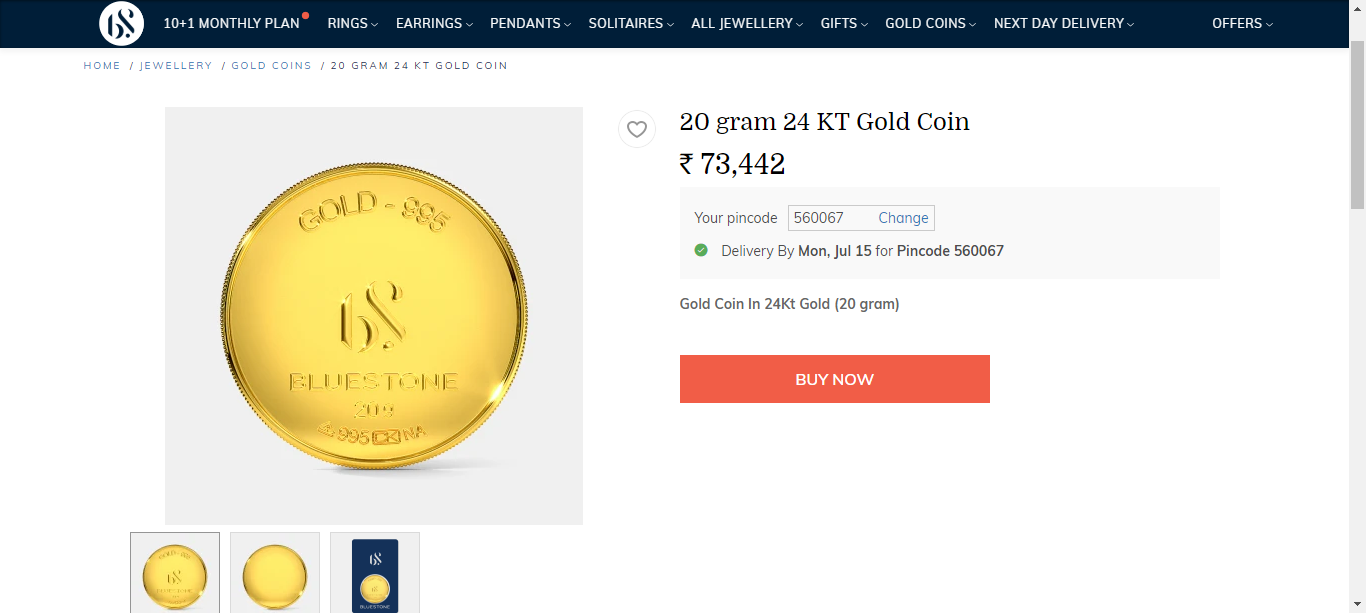 10+1 MONTHLY PLAN RINGS EARRINGS PENDANTS SOLITAIRES ALL JEWELLERY GIFTS GOLD COINS NEXT DAY DELIVERY OFFERS
HOME / JEWELLERY / GOLD COINS / 20 GRAM 24 KT GOLD COIN
20 gram 24 KT Gold Coin
₹ 73,442
Your pincode 560067 Change
Delivery By Mon, Jul 15 for Pincode 560067
Gold Coin In 24Kt Gold (20 gram)
BUY NOW
GOLD - 995
BS
BLUESTONE
20g
995 CK NA
BLUESTONE